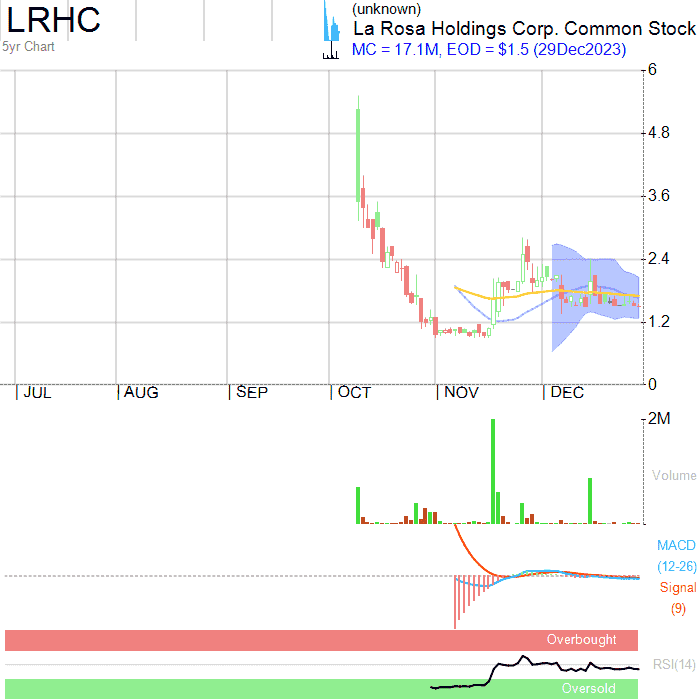 LRHC
5yr Chart
(unknown)
La Rosa Holdings Corp. Common Stock
MC = 17.1M, EOD = $1.5 (29Dec2023)
6
4.8
3.6
2.4
1.2
0
JUL AUG SEP OCT NOV DEC
2M
Volume
MACD
(12-26)
Signal
(9)
Overbought
RSI(14)
Oversold